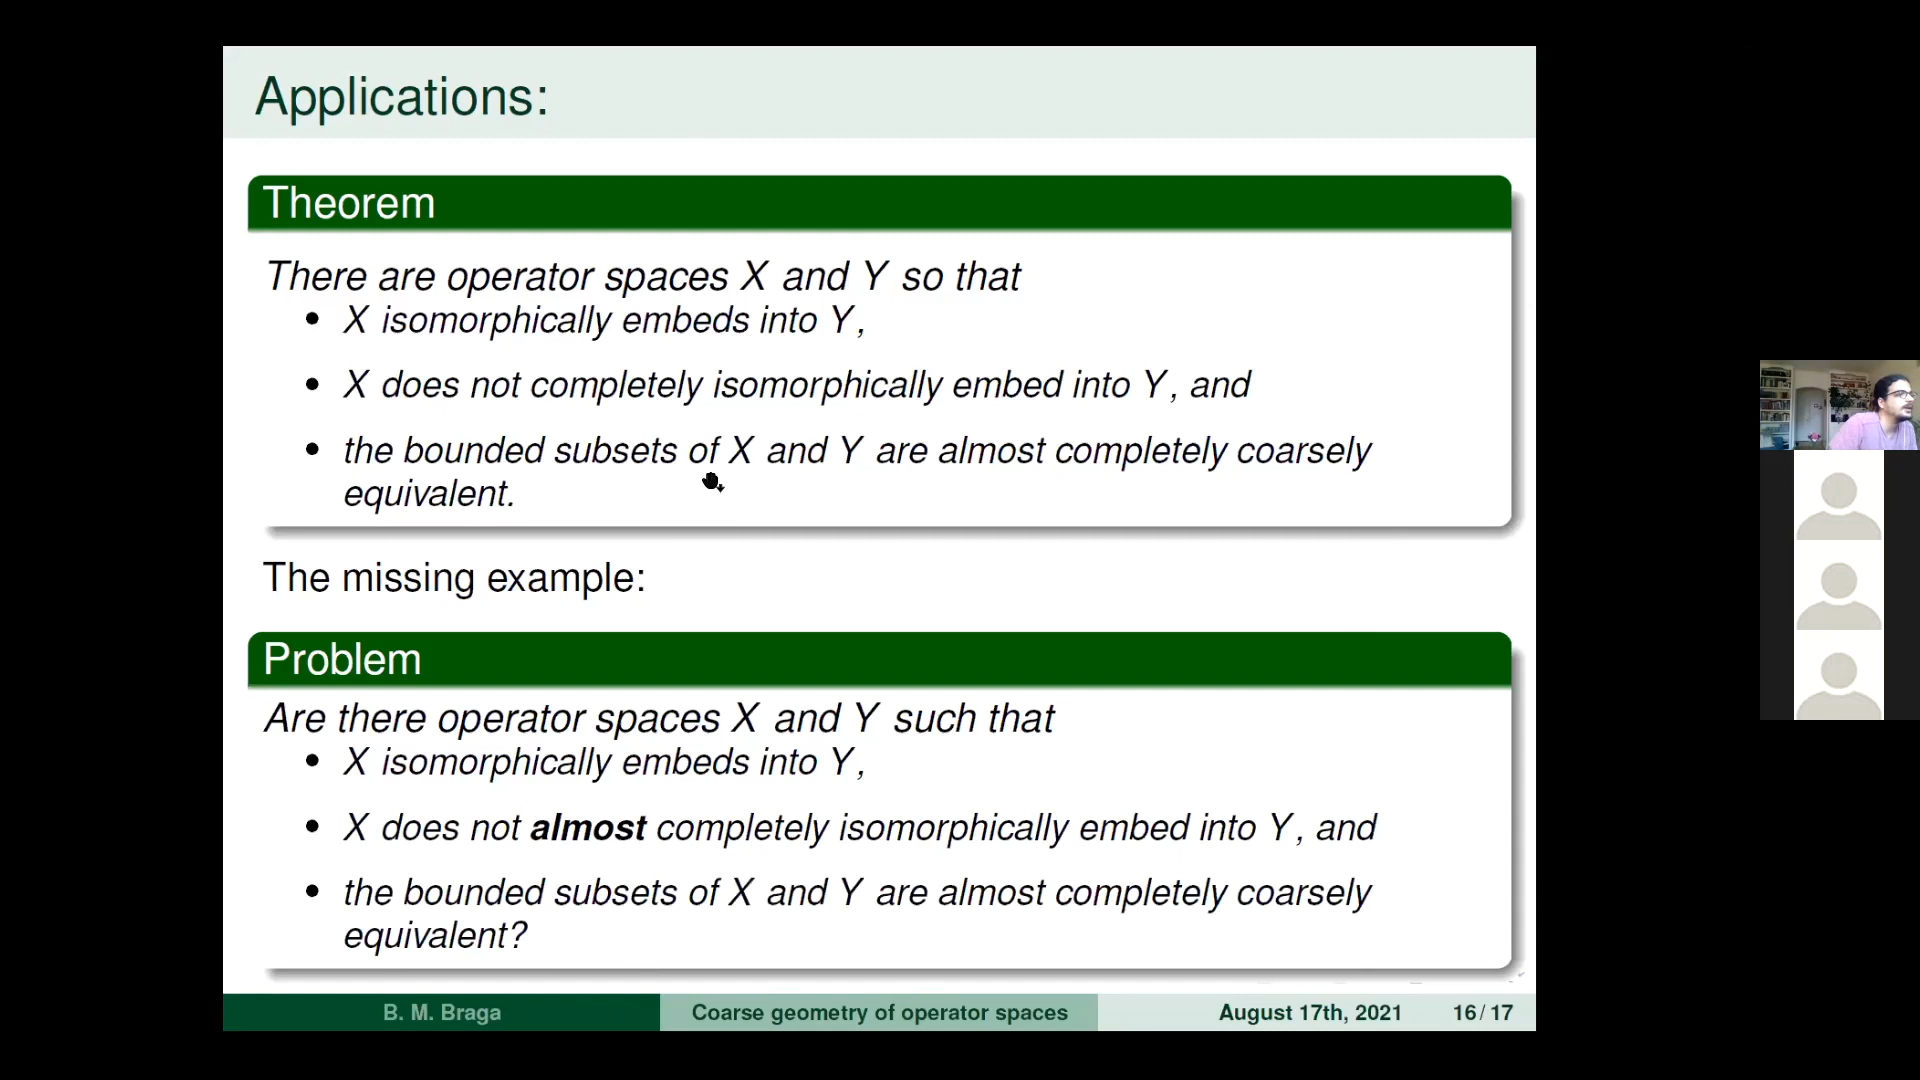 Applications:
Theorem
There are operator spaces X and Y so that
• X isomorphically embeds into Y,
• X does not completely isomorphically embed into Y, and
• the bounded subsets of X and Y are almost completely coarsely
equivalent.
The missing example:
Problem
Are there operator spaces X and Y such that
• X isomorphically embeds into Y,
• X does not almost completely isomorphically embed into Y, and
• the bounded subsets of X and Y are almost completely coarsely
equivalent?
B. M. Braga Coarse geometry of operator spaces August 17th, 2021 16 / 17